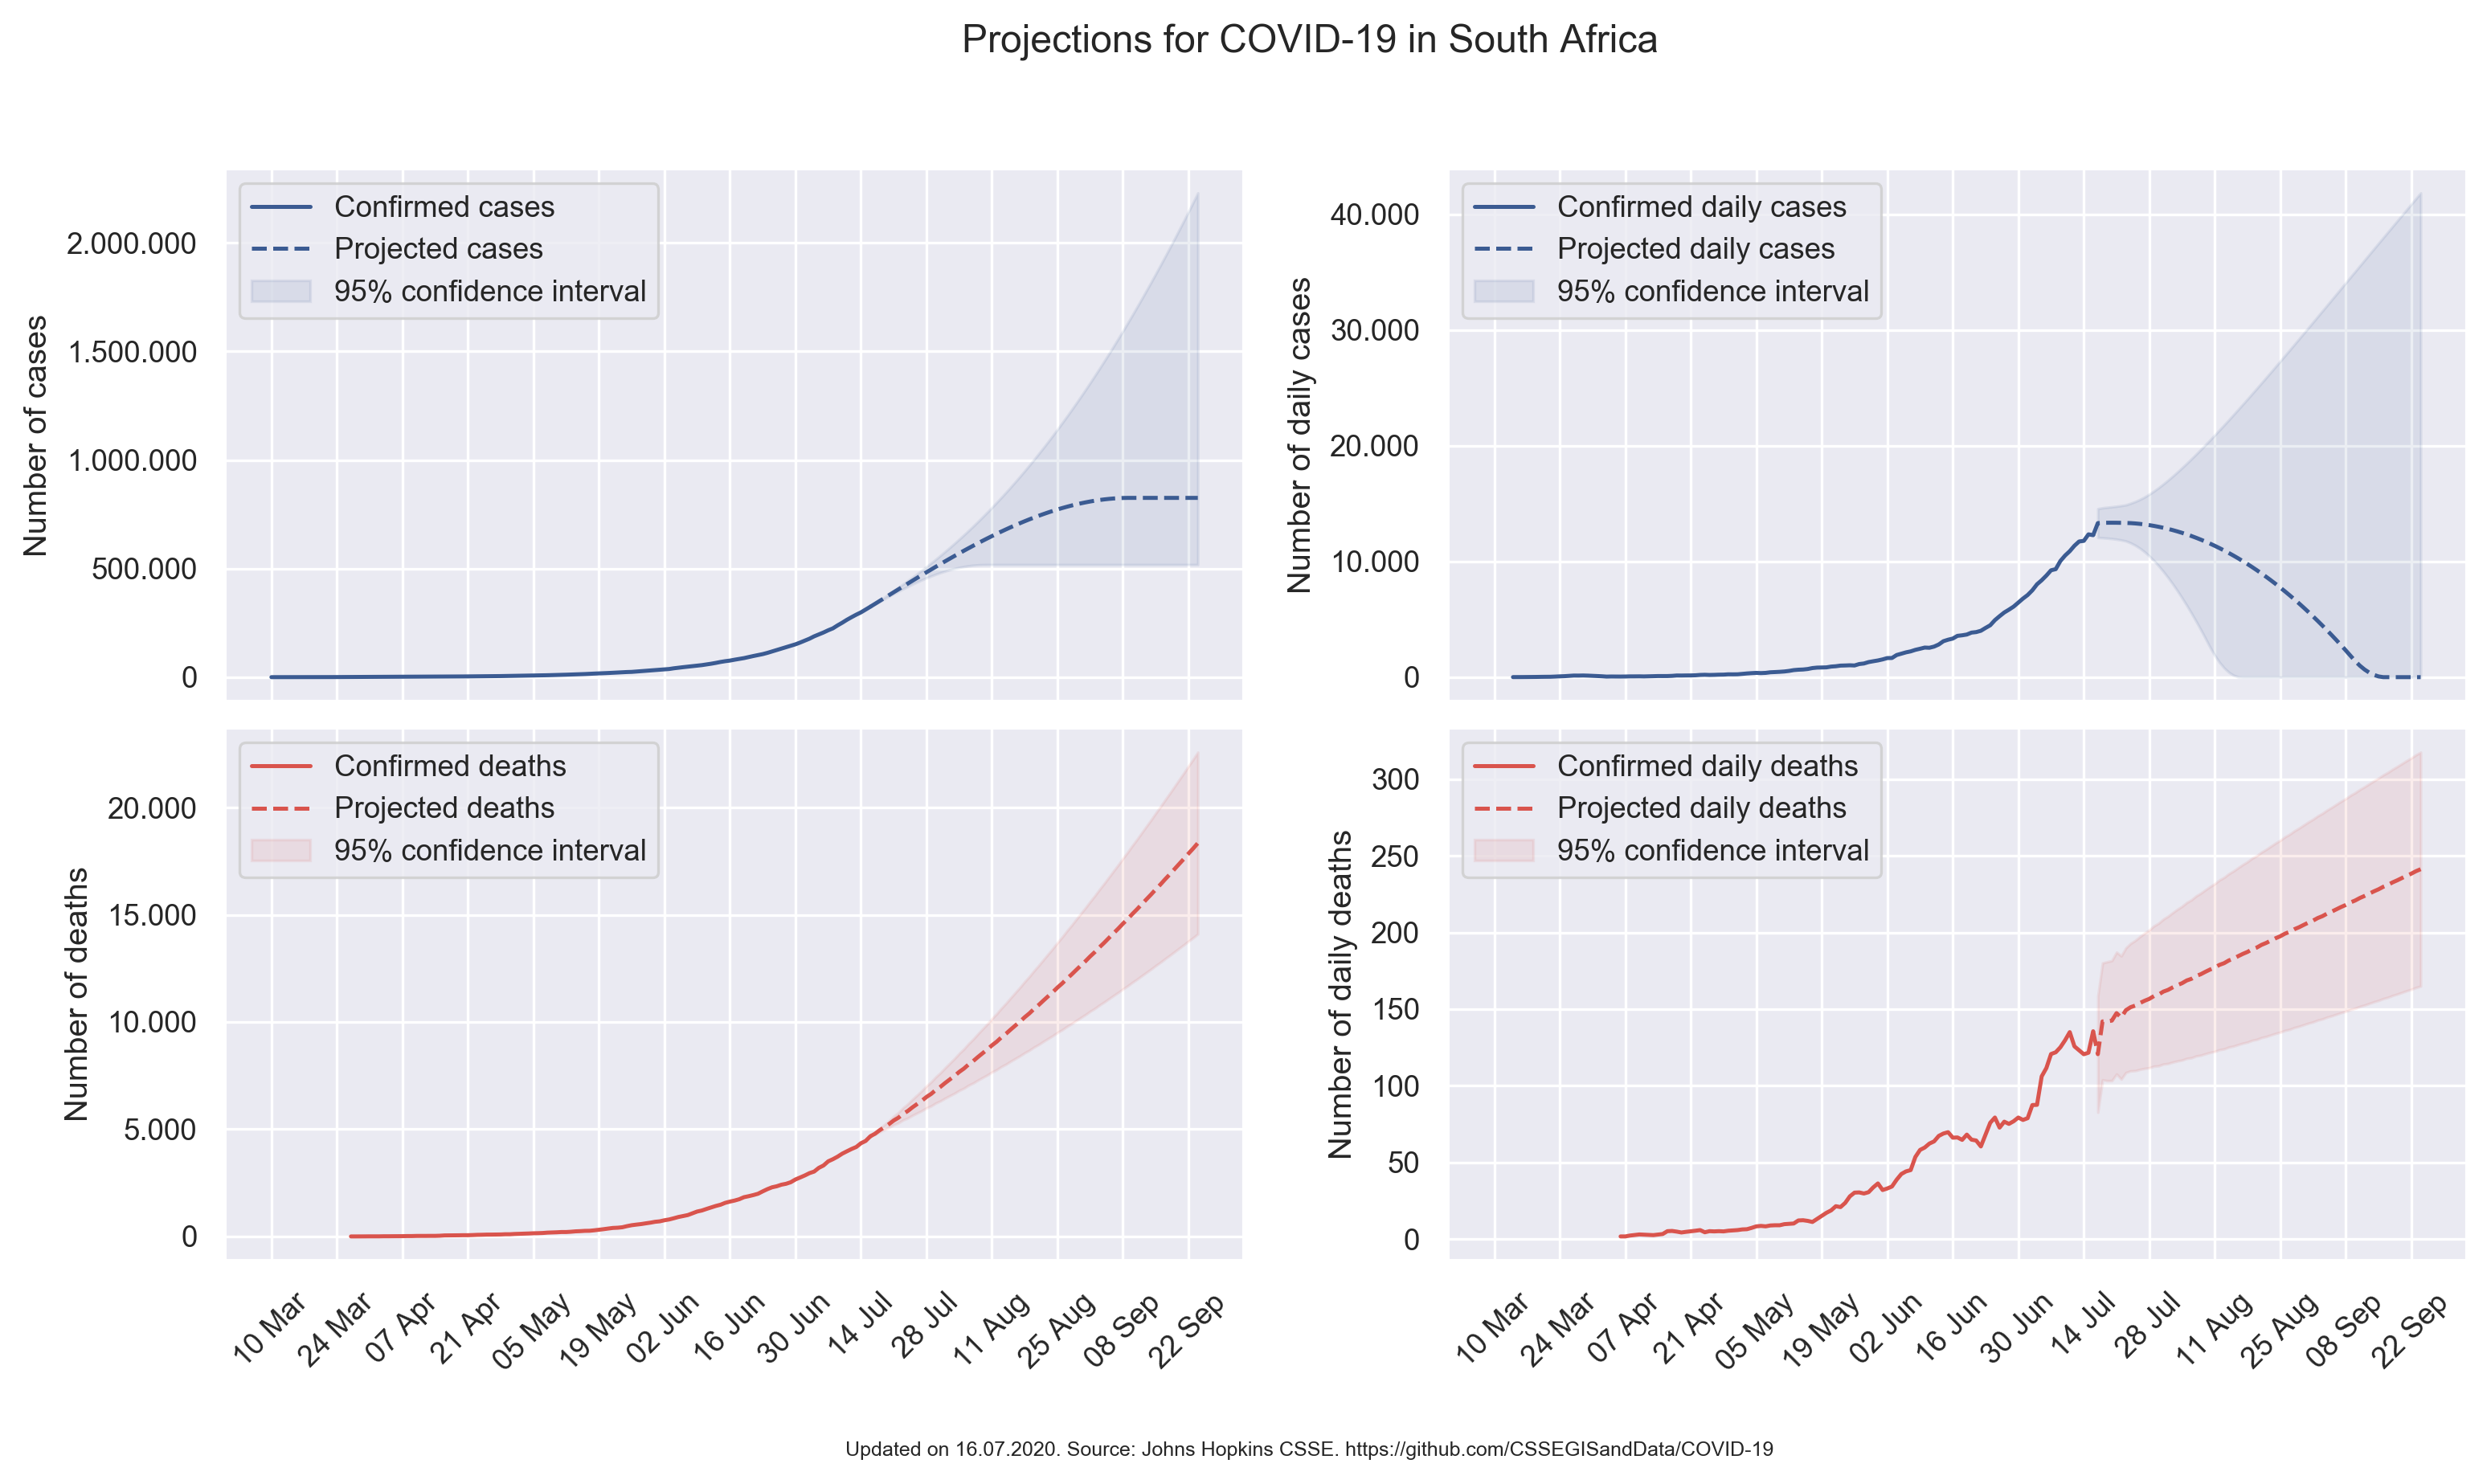 Projections for COVID-19 in South Africa
Number of cases
2.000.000
1.500.000
1.000.000
500.000
0
Confirmed cases
Projected cases
95% confidence interval
Number of daily cases
40.000
30.000
20.000
10.000
0
Confirmed daily cases
Projected daily cases
95% confidence interval
Number of deaths
20.000
15.000
10.000
5.000
0
Confirmed deaths
Projected deaths
95% confidence interval
10 Mar
24 Mar
07 Apr
21 Apr
05 May
19 May
02 Jun
16 Jun
30 Jun
14 Jul
28 Jul
11 Aug
25 Aug
08 Sep
22 Sep
Number of daily deaths
300
250
200
150
100
50
0
Confirmed daily deaths
Projected daily deaths
95% confidence interval
10 Mar
24 Mar
07 Apr
21 Apr
05 May
19 May
02 Jun
16 Jun
30 Jun
14 Jul
28 Jul
11 Aug
25 Aug
08 Sep
22 Sep
Updated on 16.07.2020. Source: Johns Hopkins CSSE. https://github.com/CSSEGISandData/COVID-19